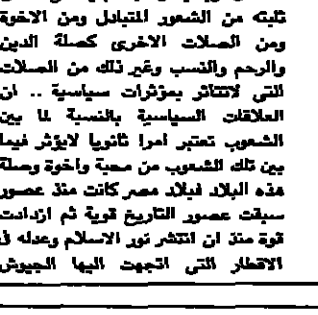 ثابته من الشعور المتبادل ومن الاخوة
ومن الصلات الاخرى كصلة الدين
والرحم والنسب وغير ذلك من الصلات
التي لاتتاثر بمؤثرات سياسية .. ان
العلاقات السياسية بالنسبة لما بين
الشعوب تعتبر امرا ثانويا لايؤثر فيما
بين تلك الشعوب من محبة واخوة وصلة
هذه البلاد فبلاد مصر كانت منذ عصور
سبقت عصور التاريخ قوية ثم ازدادت
قوة منذ ان انتشر نور الاسلام وعدله في
الاقطار التي اتجهت اليها الجيوش